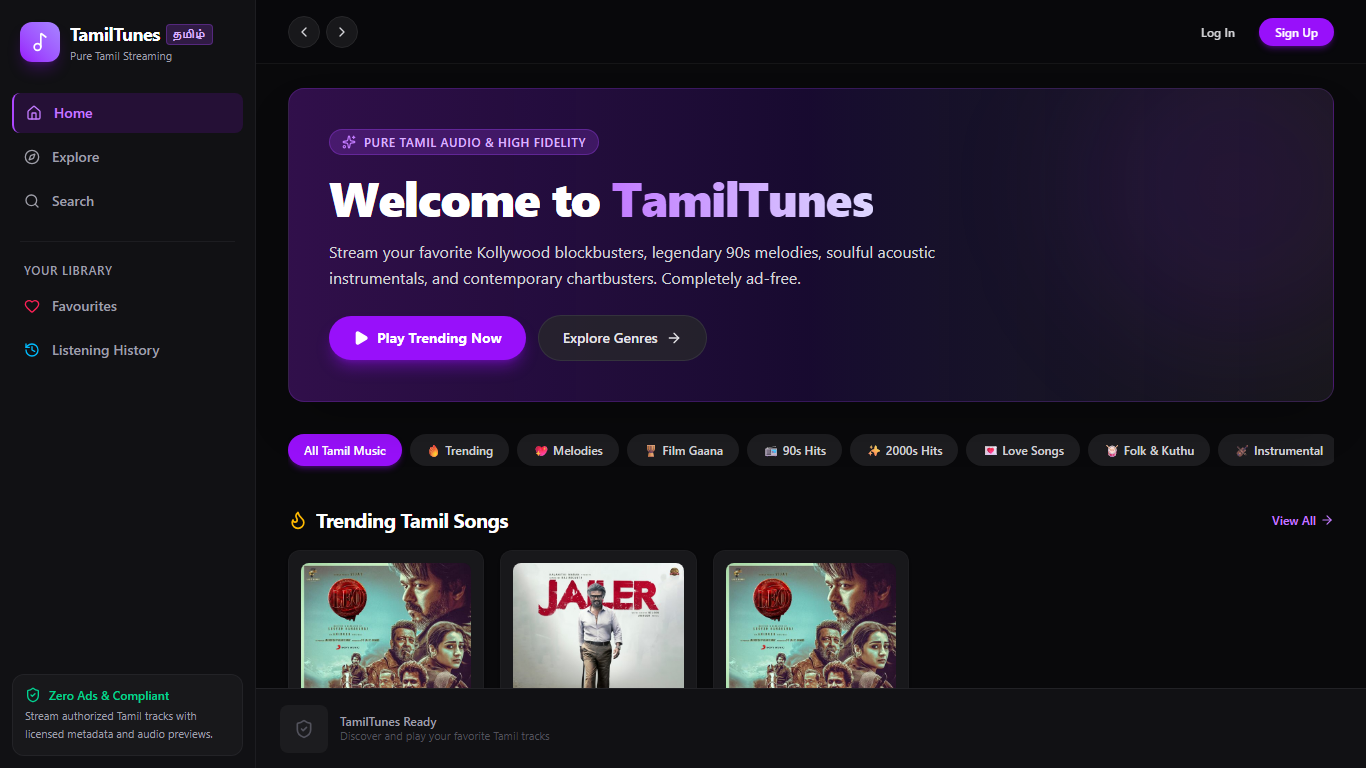 TamilTunes தமிழ்
Pure Tamil Streaming
Home
Explore
Search
YOUR LIBRARY
Favourites
Listening History
Zero Ads & Compliant
Stream authorized Tamil tracks with
licensed metadata and audio previews.
Log In
Sign Up
PURE TAMIL AUDIO & HIGH FIDELITY
Welcome to TamilTunes
Stream your favorite Kollywood blockbusters, legendary 90s melodies, soulful acoustic
instrumentals, and contemporary chartbusters. Completely ad-free.
Play Trending Now
Explore Genres
All Tamil Music
Trending
Melodies
Film Gaana
90s Hits
2000s Hits
Love Songs
Folk & Kuthu
Instrumental
Trending Tamil Songs
View All
LEO
JAILER
LEO
TamilTunes Ready
Discover and play your favorite Tamil tracks